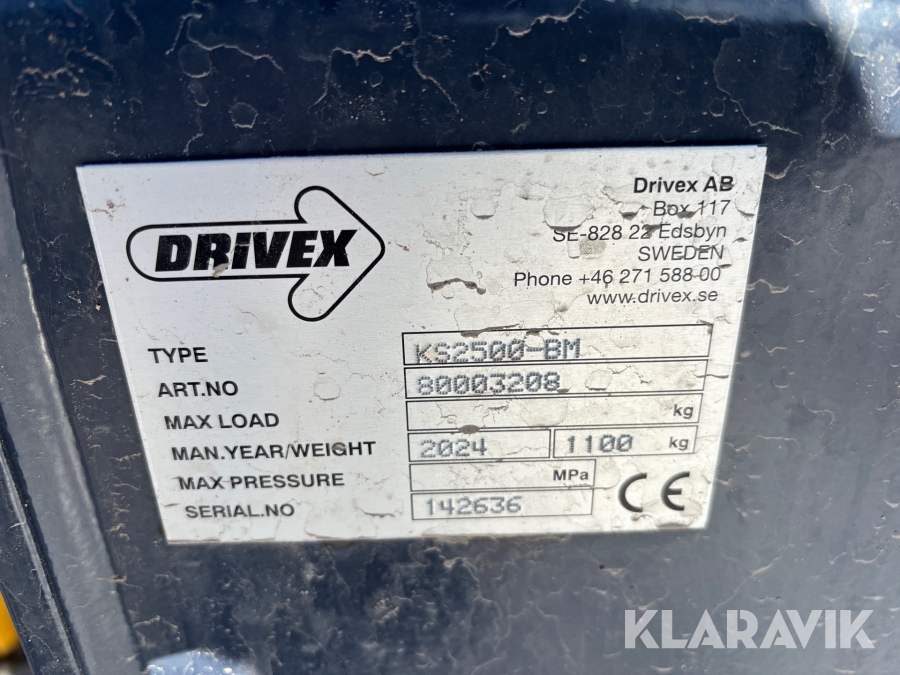 DRIVEX
Drivex AB
Box 117
SE-828 22 Edsbyn
SWEDEN
Phone +46 271 588 00
www.drivex.se
TYPE KS2500-BM
ART.NO 80003208
MAX LOAD kg
MAN.YEAR/WEIGHT 2024 1100 kg
MAX PRESSURE MPa
SERIAL.NO 142636
CE
KLARAVIK